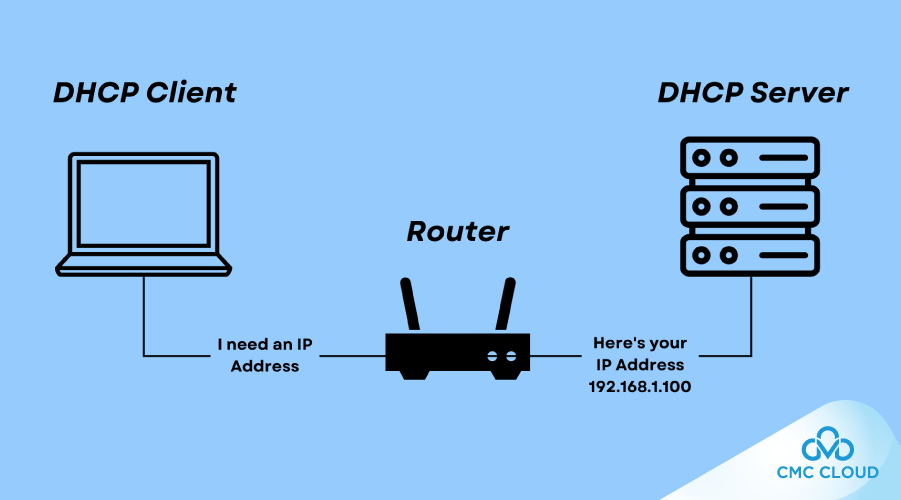 DHCP Client
DHCP Server
Router
I need an IP
Address
Here's your
IP Address
192.168.1.100
CMC CLOUD